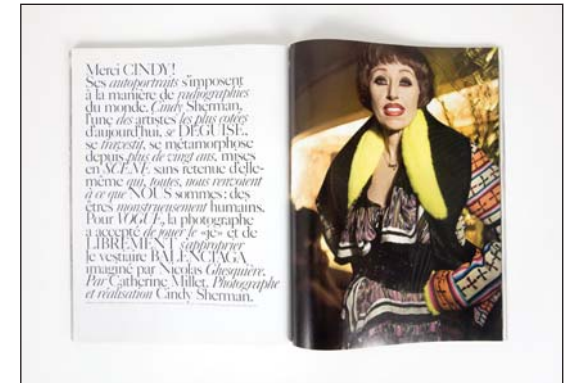 Merci CINDY!
Ses autoportraits s'imposent
à la manière de radiographies
du monde. Cindy Sherman,
l'une des artistes les plus cotées
d'aujourd'hui, se DÉGUISE,
se travestit, se métamorphose
depuis plus de vingt ans, mises
en SCÈNE sans retenue d'elle-
même qui, toutes, nous renvoient
à ce que NOUS sommes : des
êtres monstrueusement humains.
Pour VOGUE, la photographe
a accepté de jouer le «je» et de
LIBREMENT s'approprier
le vestiaire BALENCIAGA
imaginé par Nicolas Ghesquière.
Par Catherine Millet. Photographe
et réalisation Cindy Sherman.